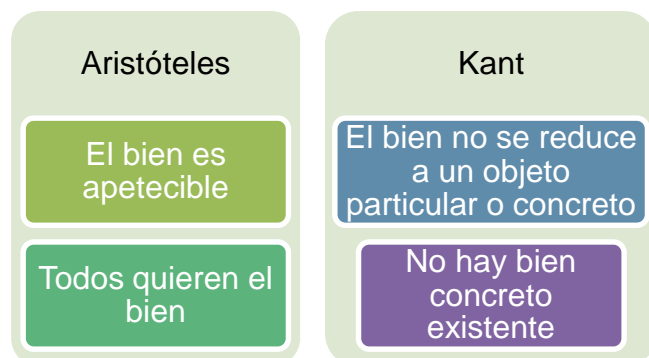 Aristóteles
El bien es
apetecible
Todos quieren el
bien
Kant
El bien no se reduce
a un objeto
particular o concreto
No hay bien
concreto
existente